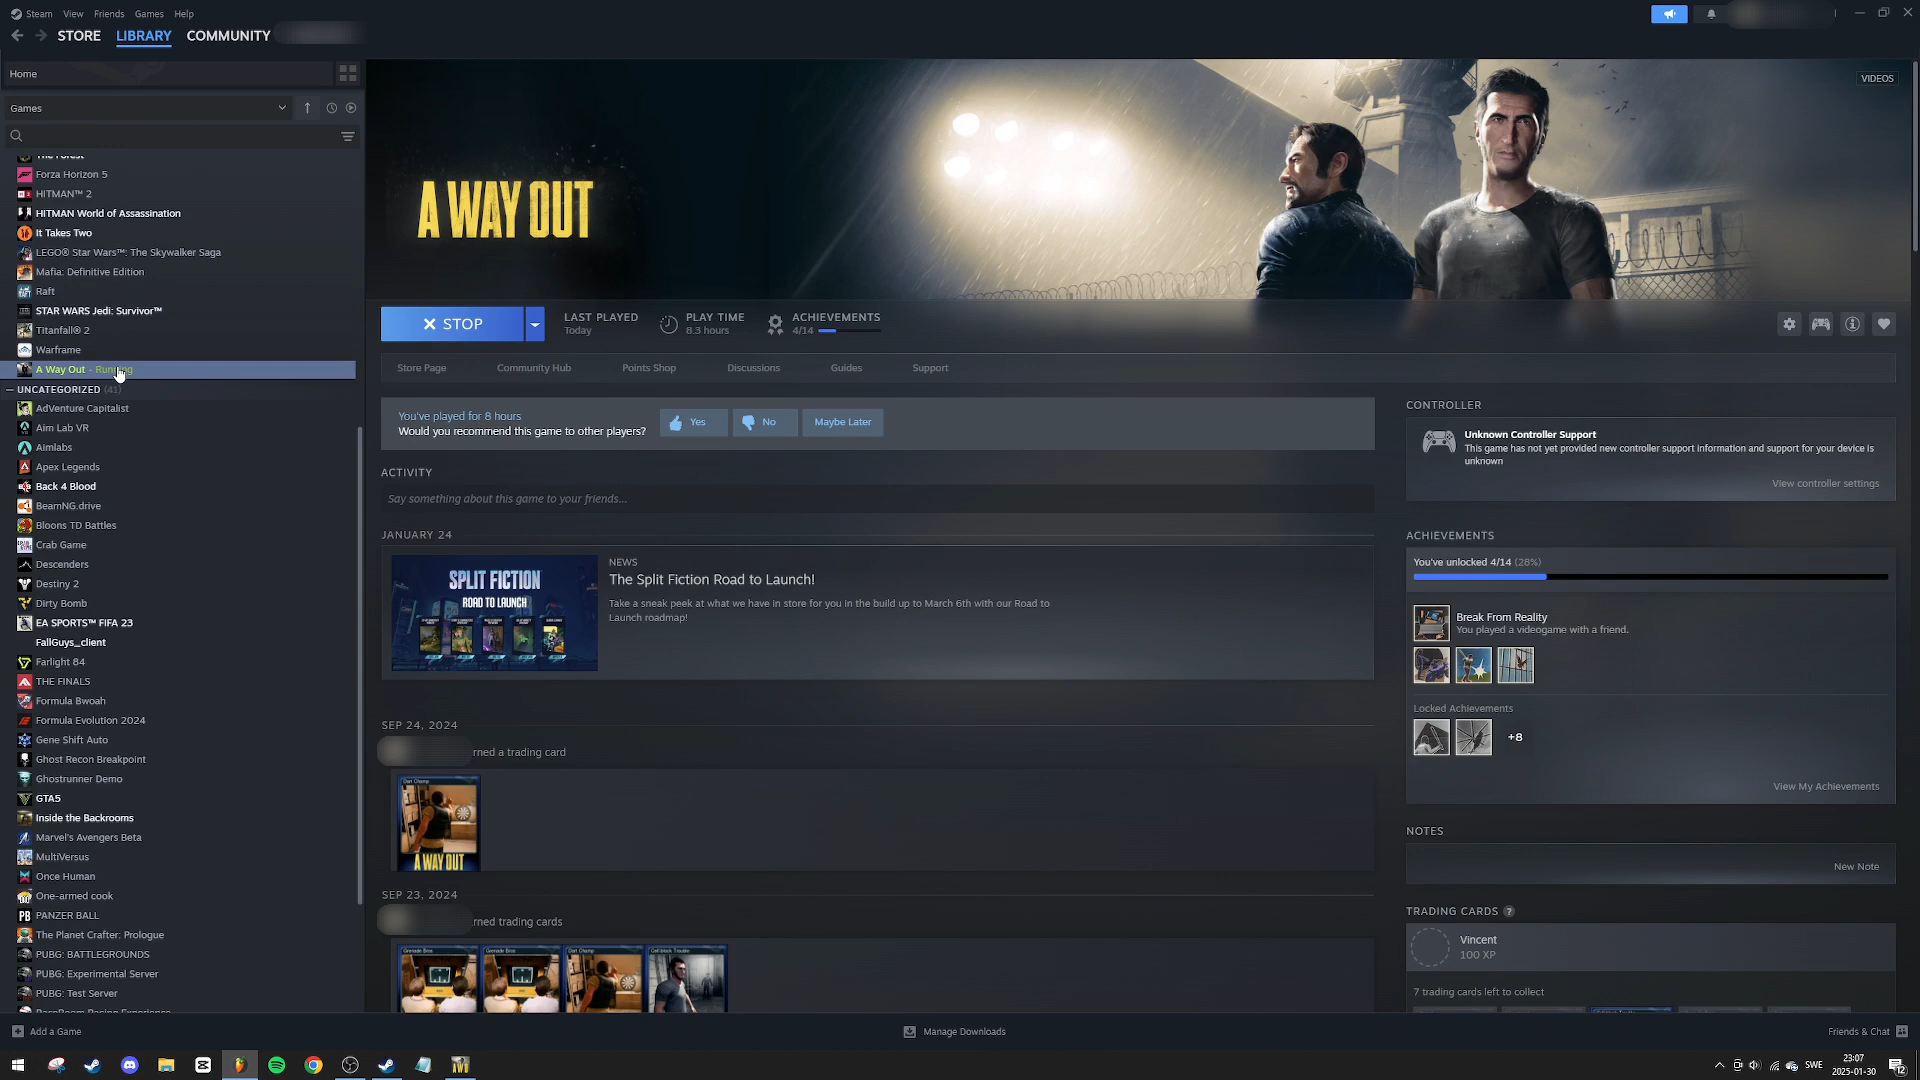 Steam View Friends Games Help
STORE LIBRARY COMMUNITY
Home
Games
The Forest
Forza Horizon 5
HITMAN™ 2
HITMAN World of Assassination
It Takes Two
LEGO® Star Wars™: The Skywalker Saga
Mafia: Definitive Edition
Raft
STAR WARS Jedi: Survivor™
Titanfall® 2
Warframe
A Way Out - Running
UNCATEGORIZED (41)
AdVenture Capitalist
Aim Lab VR
Aimlabs
Apex Legends
Back 4 Blood
BeamNG.drive
Bloons TD Battles
Crab Game
Descenders
Destiny 2
Dirty Bomb
EA SPORTS™ FIFA 23
FallGuys_client
Farlight 84
THE FINALS
Formula Bwoah
Formula Evolution 2024
Gene Shift Auto
Ghost Recon Breakpoint
Ghostrunner Demo
GTA5
Inside the Backrooms
Marvel's Avengers Beta
MultiVersus
Once Human
One-armed cook
PANZER BALL
The Planet Crafter: Prologue
PUBG: BATTLEGROUNDS
PUBG: Experimental Server
PUBG: Test Server
Add a Game
VIDEOS
A WAY OUT
STOP
LAST PLAYED
Today
PLAY TIME
8.3 hours
ACHIEVEMENTS
4/14
Store Page Community Hub Points Shop Discussions Guides Support
You've played for 8 hours
Would you recommend this game to other players?
Yes
No
Maybe Later
ACTIVITY
Say something about this game to your friends...
JANUARY 24
SPLIT FICTION
ROAD TO LAUNCH
NEWS
The Split Fiction Road to Launch!
Take a sneak peek at what we have in store for you in the build up to March 6th with our Road to
Launch roadmap!
SEP 24, 2024
rned a trading card
Dart Champ
A WAY OUT
SEP 23, 2024
rned trading cards
Grenade Bros Grenade Bros Dart Champ Cellblock Trouble
CONTROLLER
Unknown Controller Support
This game has not yet provided new controller support information and support for your device is
unknown
View controller settings
ACHIEVEMENTS
You've unlocked 4/14 (28%)
Break From Reality
You played a videogame with a friend.
Locked Achievements
+8
View My Achievements
NOTES
New Note
TRADING CARDS ?
Vincent
100 XP
7 trading cards left to collect
Manage Downloads
Friends & Chat
SWE
23:07
2025-01-30
12